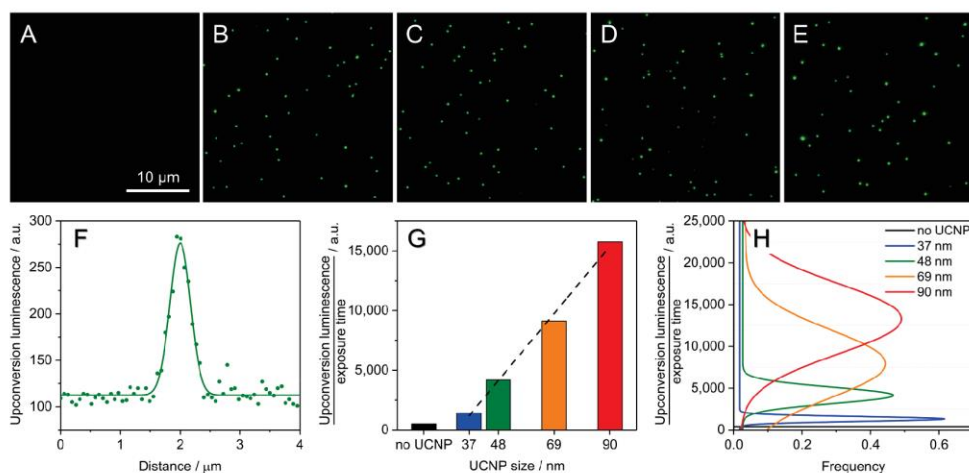 A
B
C
D
E
10 µm
F
Upconversion luminescence / a.u.
300
250
200
150
100
0
1
2
3
4
Distance / µm
G
Upconversion luminescence / a.u.
exposure time
15,000
10,000
5,000
0
no UCNP
37
48
69
90
UCNP size / nm
H
Upconversion luminescence / a.u.
exposure time
25,000
20,000
15,000
10,000
5,000
0
no UCNP
37 nm
48 nm
69 nm
90 nm
0.0
0.2
0.4
0.6
Frequency